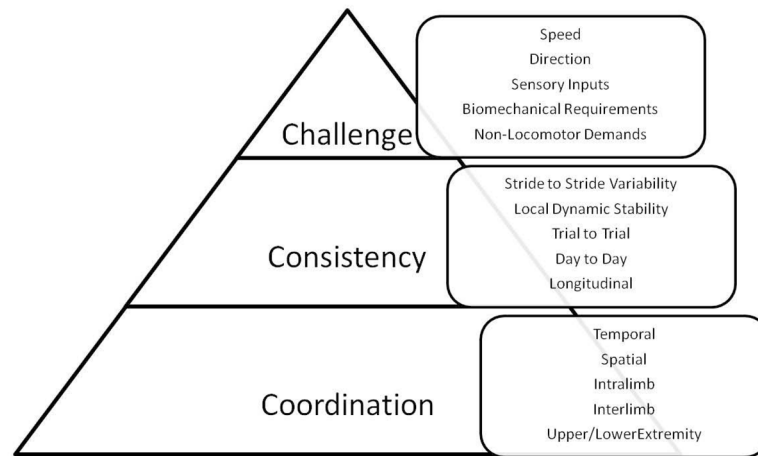 Speed
Direction
Sensory Inputs
Biomechanical Requirements
Non-Locomotor Demands
Challenge
Stride to Stride Variability
Local Dynamic Stability
Trial to Trial
Day to Day
Longitudinal
Consistency
Temporal
Spatial
Intralimb
Interlimb
Upper/LowerExtremity
Coordination